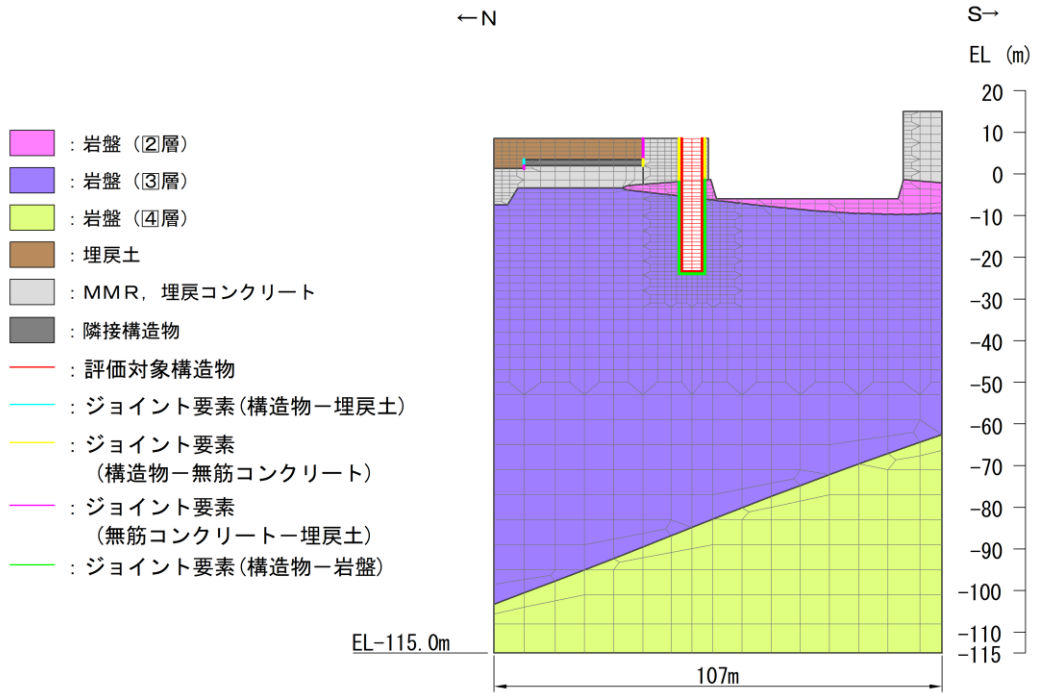 ←N
S→
EL (m)
20
10
0
-10
-20
-30
-40
-50
-60
-70
-80
-90
-100
-110
-115
：岩盤（2層）
：岩盤（3層）
：岩盤（4層）
：埋戻土
：ＭＭＲ，埋戻コンクリート
：隣接構造物
：評価対象構造物
：ジョイント要素(構造物－埋戻土)
：ジョイント要素
（構造物－無筋コンクリート）
：ジョイント要素
（無筋コンクリート－埋戻土）
：ジョイント要素(構造物－岩盤)
EL-115.0m
107m